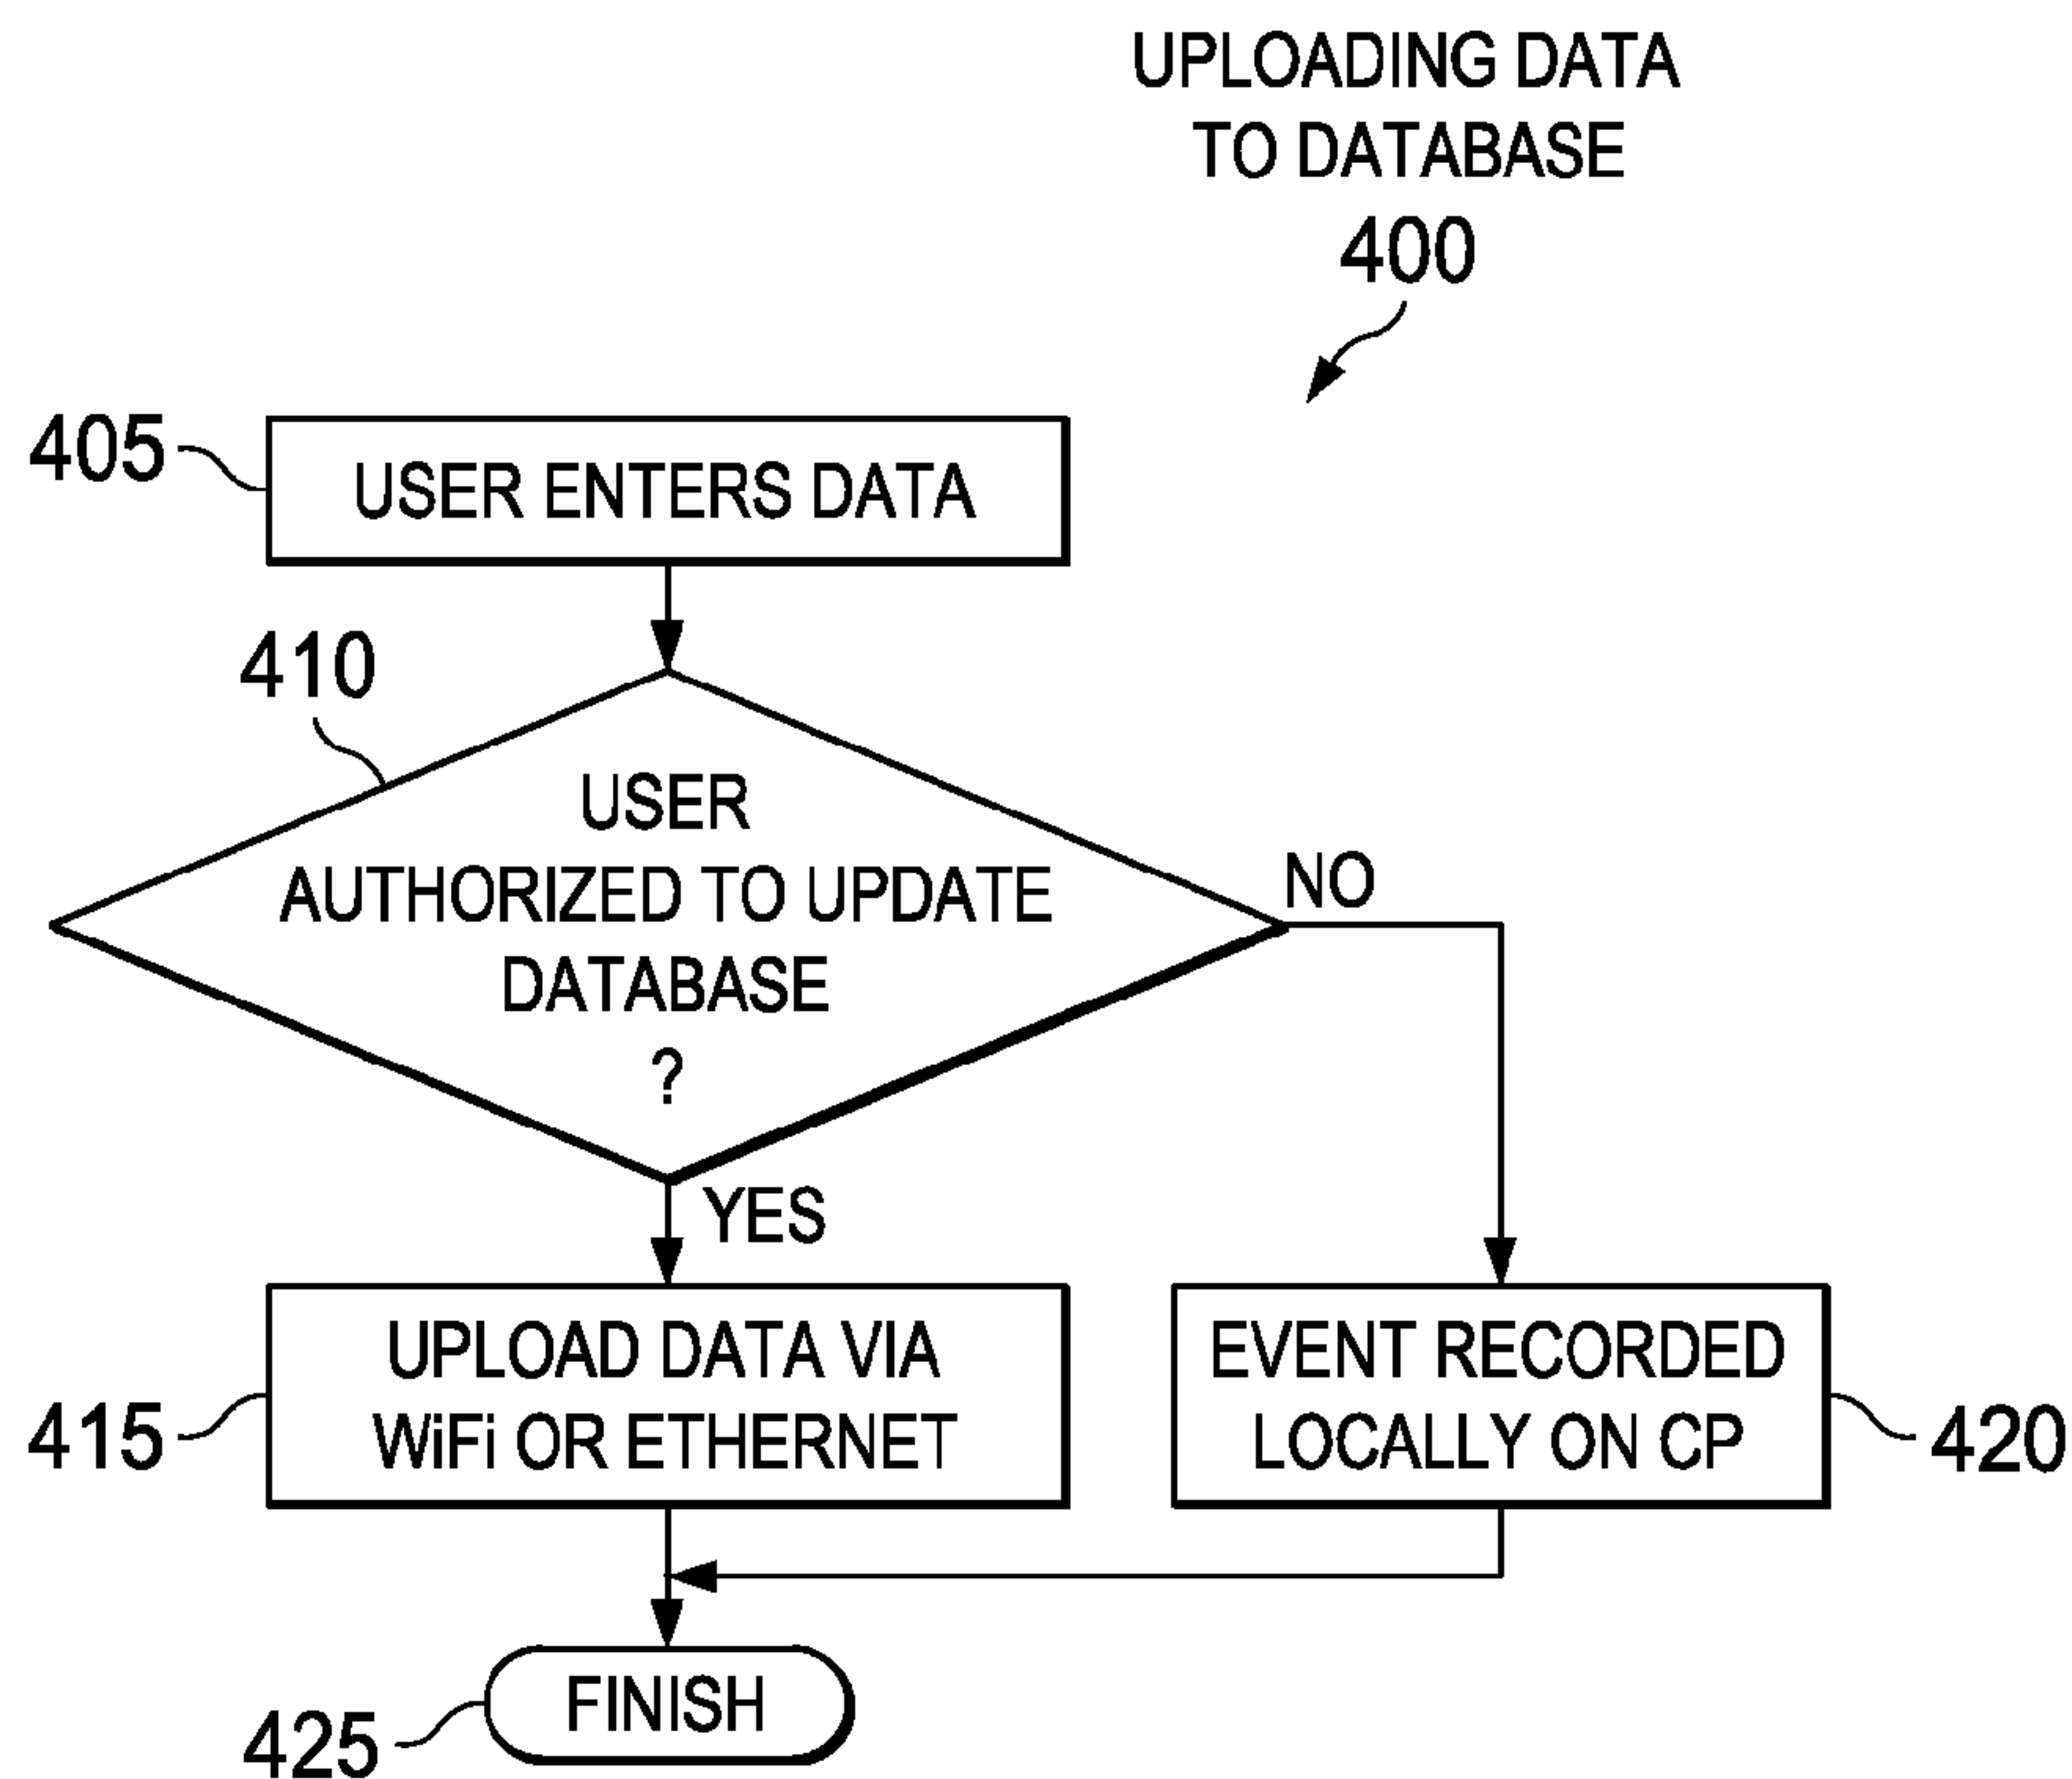 UPLOADING DATA
TO DATABASE
400
405
USER ENTERS DATA
410
USER
AUTHORIZED TO UPDATE
DATABASE
?
NO
YES
UPLOAD DATA VIA
WiFi OR ETHERNET
415
EVENT RECORDED
LOCALLY ON CP
420
FINISH
425